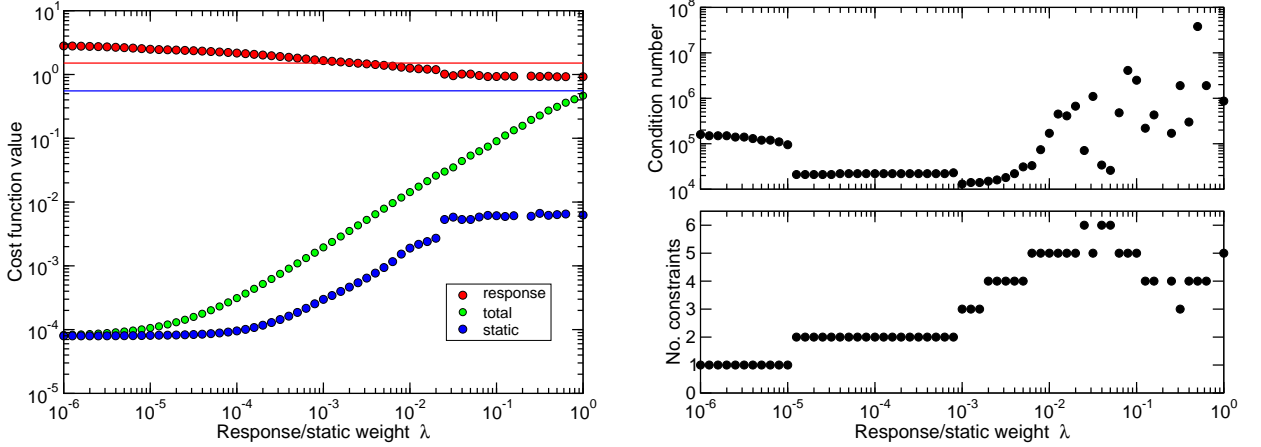 10^1
10^0
10^-1
10^-2
10^-3
10^-4
10^-5
Cost function value
response
total
static
10^-6 10^-5 10^-4 10^-3 10^-2 10^-1 10^0
Response/static weight λ
10^8
10^7
10^6
10^5
10^4
Condition number
6
5
4
3
2
1
0
No. constraints
10^-6 10^-5 10^-4 10^-3 10^-2 10^-1 10^0
Response/static weight λ